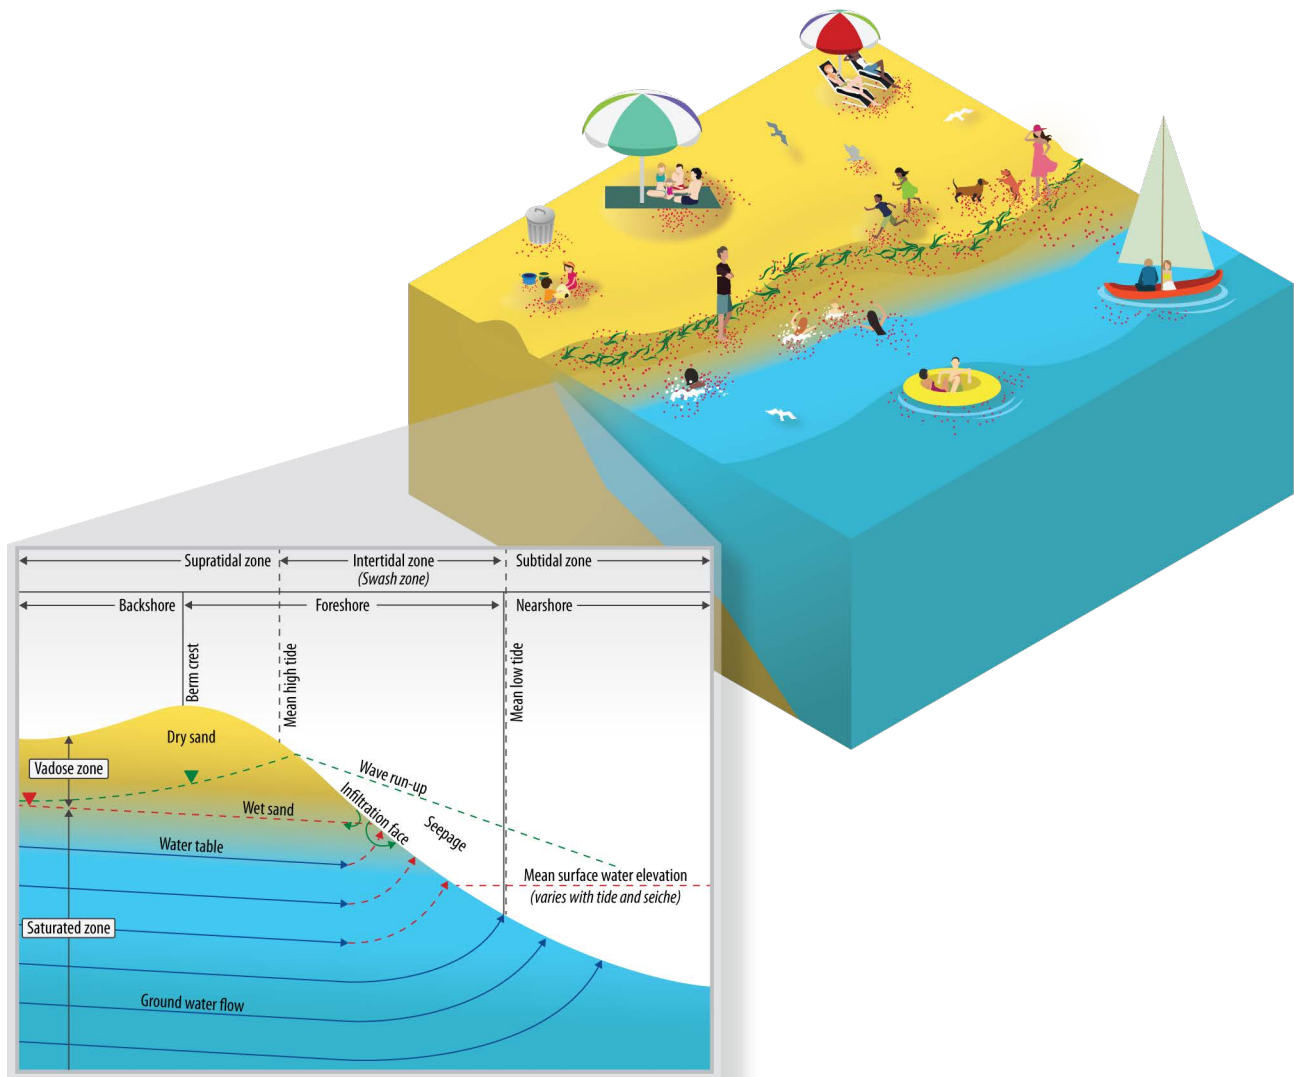 Supratidal zone
Intertidal zone
(Swash zone)
Subtidal zone
Backshore
Foreshore
Nearshore
Berm crest
Mean high tide
Mean low tide
Dry sand
Vadose zone
Wave run-up
Infiltration face
Wet sand
Seepage
Water table
Mean surface water elevation
(varies with tide and seiche)
Saturated zone
Ground water flow